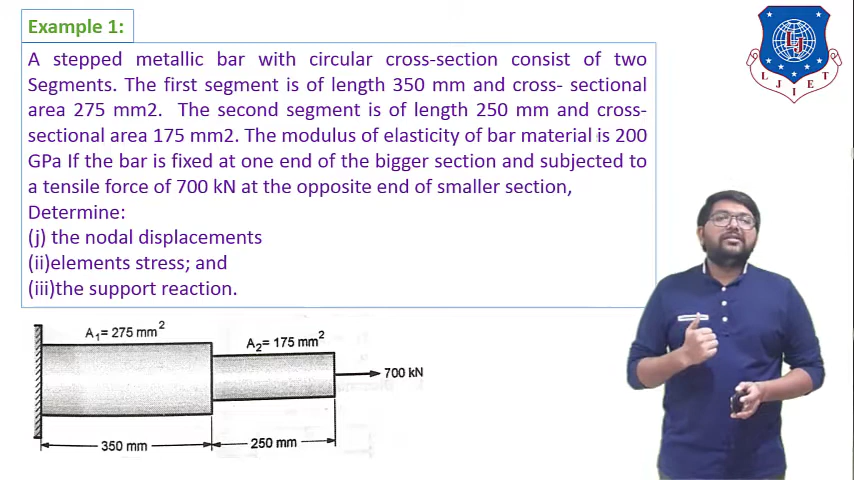 Example 1:
A stepped metallic bar with circular cross-section consist of two
Segments. The first segment is of length 350 mm and cross- sectional
area 275 mm2. The second segment is of length 250 mm and cross-
sectional area 175 mm2. The modulus of elasticity of bar material is 200
GPa If the bar is fixed at one end of the bigger section and subjected to
a tensile force of 700 kN at the opposite end of smaller section,
Determine:
(j) the nodal displacements
(ii)elements stress; and
(iii)the support reaction.
A1= 275 mm2
A2= 175 mm2
700 kN
350 mm
250 mm
LJ
LJIET